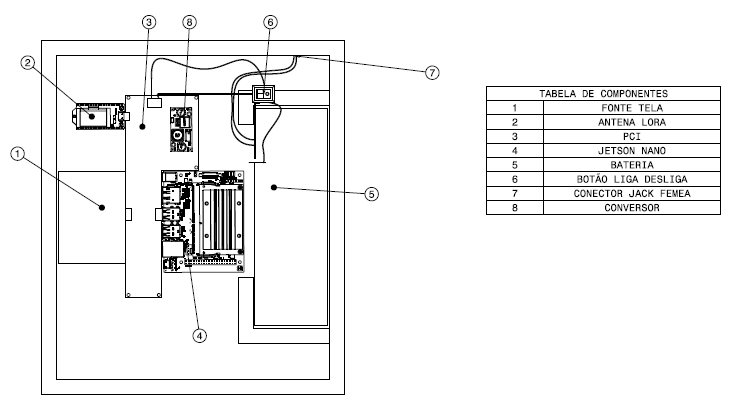 3
8
6
2
7
1
5
4
TABELA DE COMPONENTES
1 FONTE TELA
2 ANTENA LORA
3 PCI
4 JETSON NANO
5 BATERIA
6 BOTÃO LIGA DESLIGA
7 CONECTOR JACK FEMEA
8 CONVERSOR